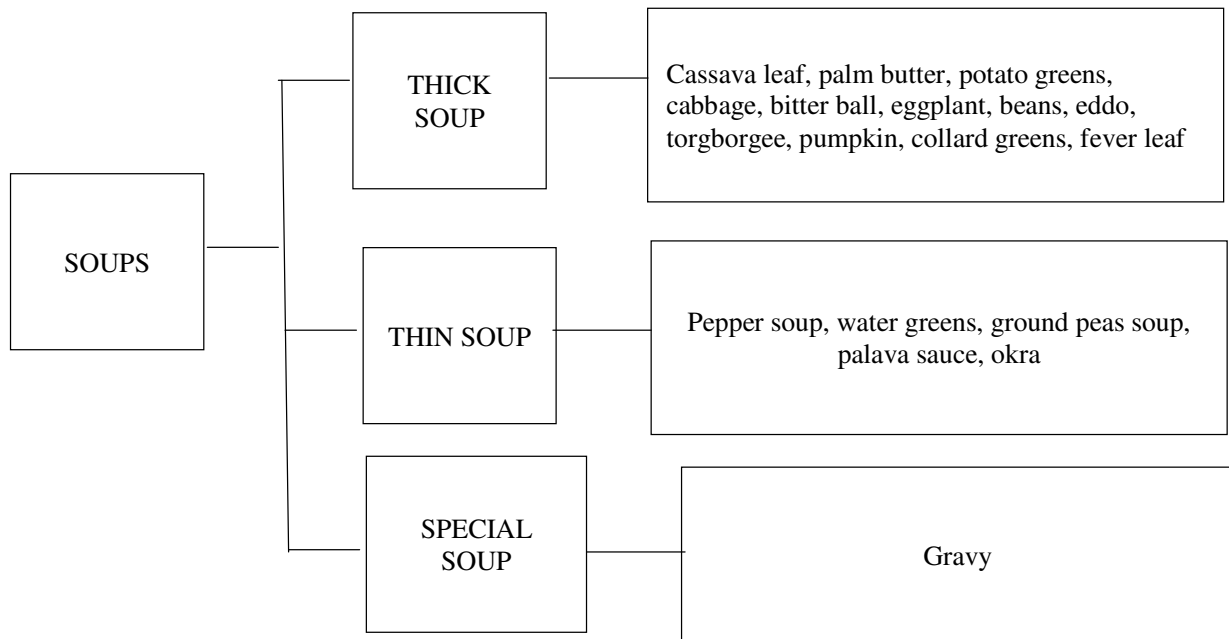 SOUPS
THICK
SOUP
Cassava leaf, palm butter, potato greens,
cabbage, bitter ball, eggplant, beans, eddo,
torgborgee, pumpkin, collard greens, fever leaf
THIN SOUP
Pepper soup, water greens, ground peas soup,
palava sauce, okra
SPECIAL
SOUP
Gravy